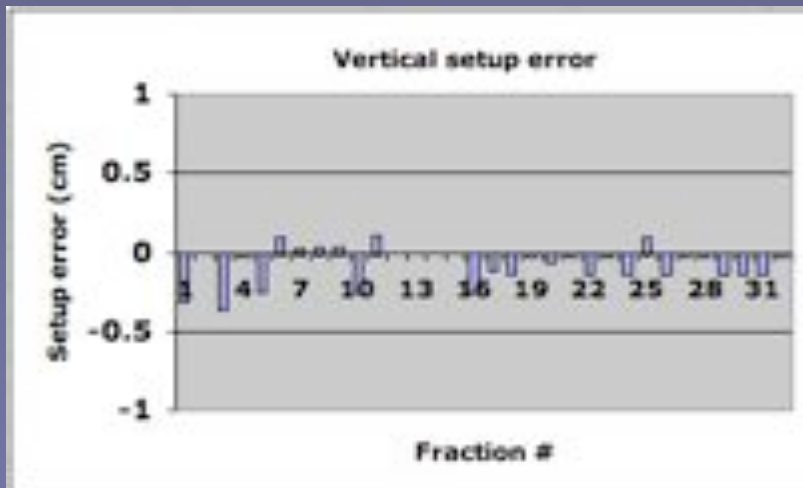 Vertical setup error
1
0.5
0
-0.5
-1
Setup error (cm)
1 4 7 10 13 16 19 22 25 28 31
Fraction #